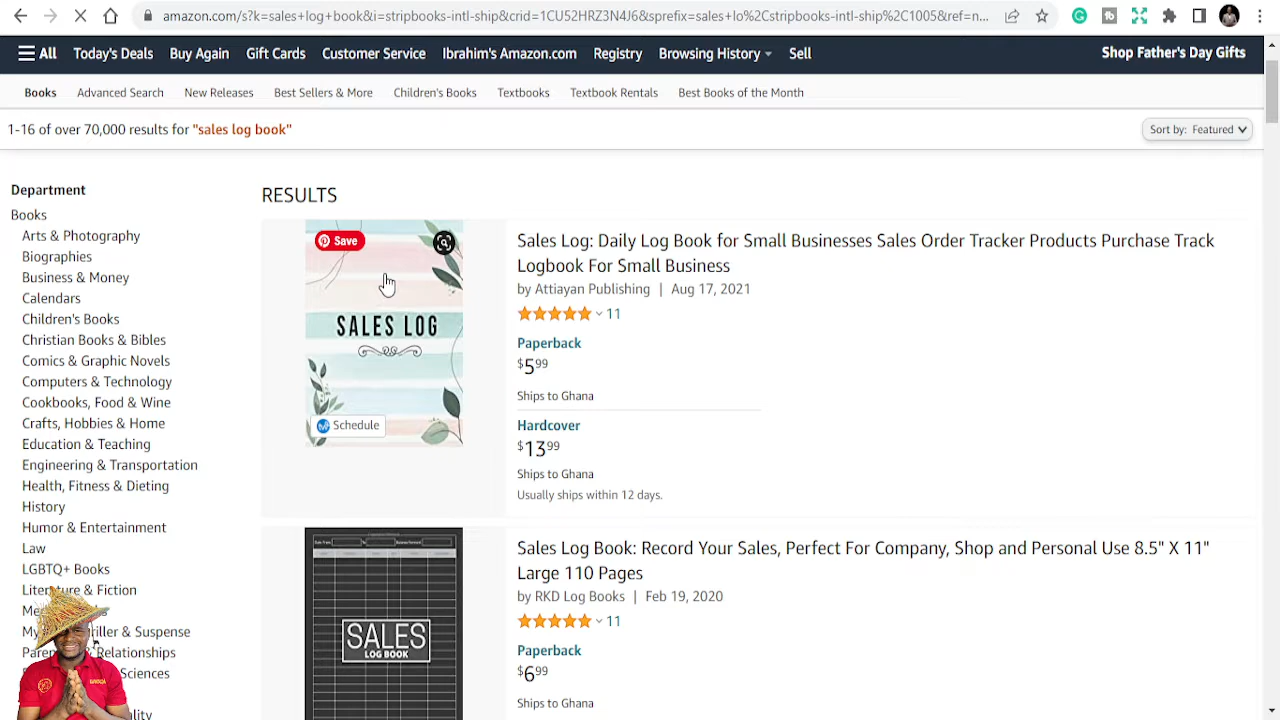 amazon.com/s?k=sales+log+book&i=stripbooks-intl-ship&crid=1CU52HRZ3N4J6&sprefix=sales+lo%2Cstripbooks-intl-ship%2C1005&ref=n...
All Today's Deals Buy Again Gift Cards Customer Service Ibrahim's Amazon.com Registry Browsing History Sell Shop Father's Day Gifts
Books Advanced Search New Releases Best Sellers & More Children's Books Textbooks Textbook Rentals Best Books of the Month
1-16 of over 70,000 results for "sales log book" Sort by: Featured
Department
Books
Arts & Photography
Biographies
Business & Money
Calendars
Children's Books
Christian Books & Bibles
Comics & Graphic Novels
Computers & Technology
Cookbooks, Food & Wine
Crafts, Hobbies & Home
Education & Teaching
Engineering & Transportation
Health, Fitness & Dieting
History
Humor & Entertainment
Law
LGBTQ+ Books
Literature & Fiction
& Suspense
Relationships
RESULTS
Save
SALES LOG
Schedule
Sales Log: Daily Log Book for Small Businesses Sales Order Tracker Products Purchase Track
Logbook For Small Business
by Attiayan Publishing | Aug 17, 2021
11
Paperback
$5.99
Ships to Ghana
Hardcover
$13.99
Ships to Ghana
Usually ships within 12 days.
SALES
LOG BOOK
Sales Log Book: Record Your Sales, Perfect For Company, Shop and Personal Use 8.5" X 11"
Large 110 Pages
by RKD Log Books | Feb 19, 2020
11
Paperback
$6.99
Ships to Ghana